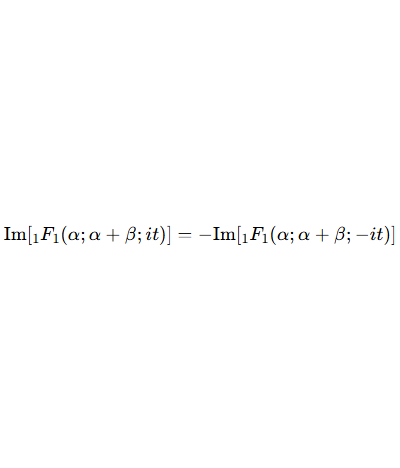 Im[₁F₁(α; α + β; it)] = −Im[₁F₁(α; α + β; −it)]